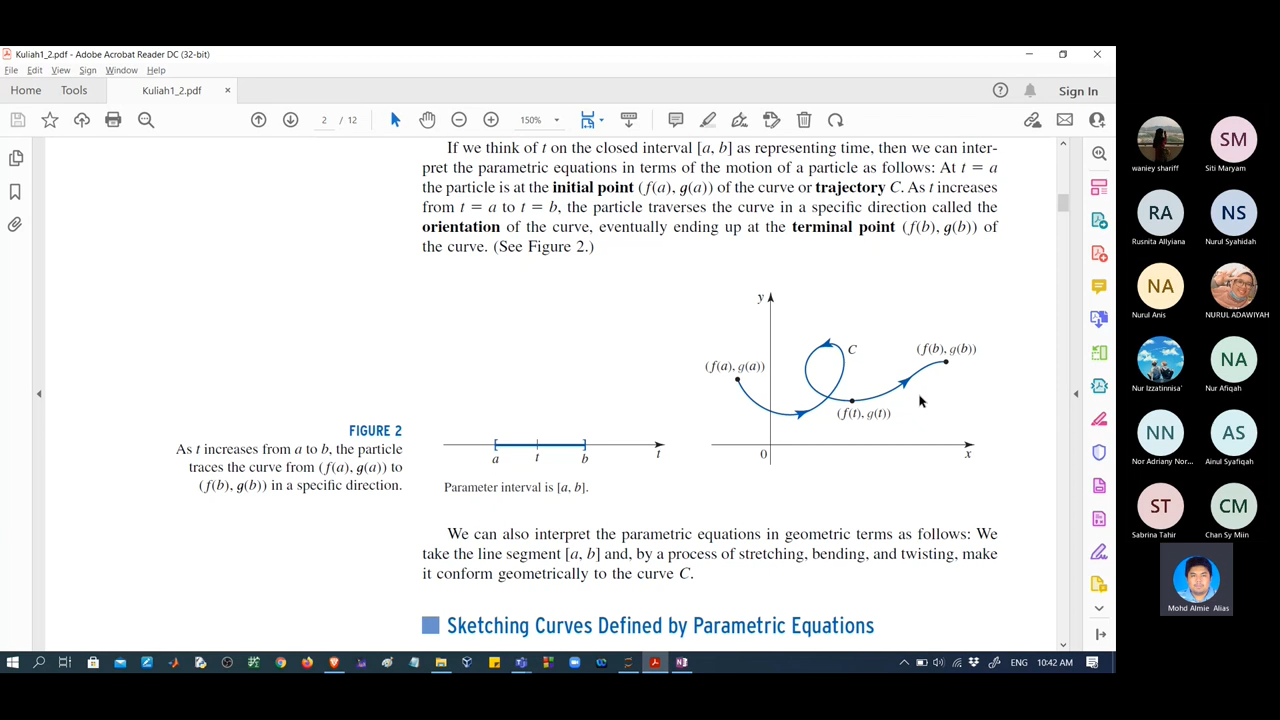 Kuliah1_2.pdf - Adobe Acrobat Reader DC (32-bit)
File Edit View Sign Window Help
Home Tools Kuliah1_2.pdf × Sign In
2 / 12 150%
If we think of t on the closed interval [a, b] as representing time, then we can inter-
pret the parametric equations in terms of the motion of a particle as follows: At t = a
the particle is at the initial point (f(a), g(a)) of the curve or trajectory C. As t increases
from t = a to t = b, the particle traverses the curve in a specific direction called the
orientation of the curve, eventually ending up at the terminal point (f(b), g(b)) of
the curve. (See Figure 2.)
y
C
(f(a), g(a))
(f(b), g(b))
(f(t), g(t))
0
x
a
t
b
t
Parameter interval is [a, b].
FIGURE 2
As t increases from a to b, the particle
traces the curve from (f(a), g(a)) to
(f(b), g(b)) in a specific direction.
We can also interpret the parametric equations in geometric terms as follows: We
take the line segment [a, b] and, by a process of stretching, bending, and twisting, make
it conform geometrically to the curve C.
Sketching Curves Defined by Parametric Equations
ENG 10:42 AM
SM
waniey shariff Siti Maryam
RA NS
Rusnita Allyiana Nurul Syahidah
NA
Nurul Anis NURUL ADAWIYAH
NA
Nur Izzatinnisa' Nur Afiqah
NN AS
Nor Adriany Nor... Ainul Syafiqah
ST CM
Sabrina Tahir Chan Sy Miin
Mohd Almie Alias